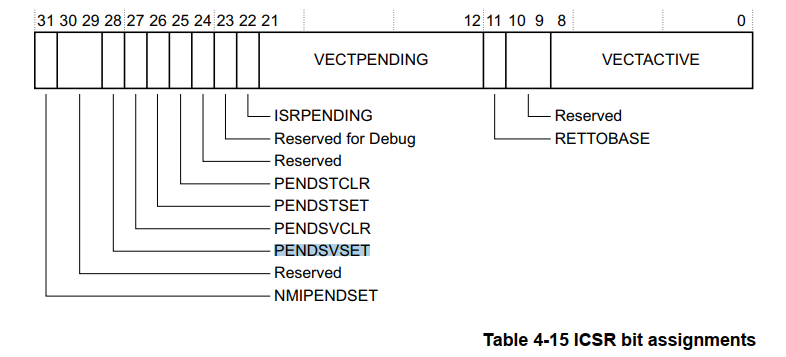 31 30 29 28 27 26 25 24 23 22 21 12 11 10 9 8 0
VECTPENDING VECTACTIVE
ISRPENDING Reserved
Reserved for Debug RETTOBASE
Reserved
PENDSTCLR
PENDSTSET
PENDSVCLR
PENDSVSET
Reserved
NMIPENDSET
Table 4-15 ICSR bit assignments